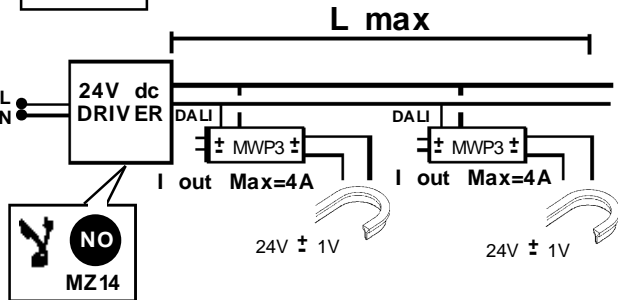 L max
24V dc
DRIVER
L
N
DALI
DALI
± MWP3 ±
± MWP3 ±
I out Max=4A
I out Max=4A
24V ± 1V
24V ± 1V
NO
MZ14